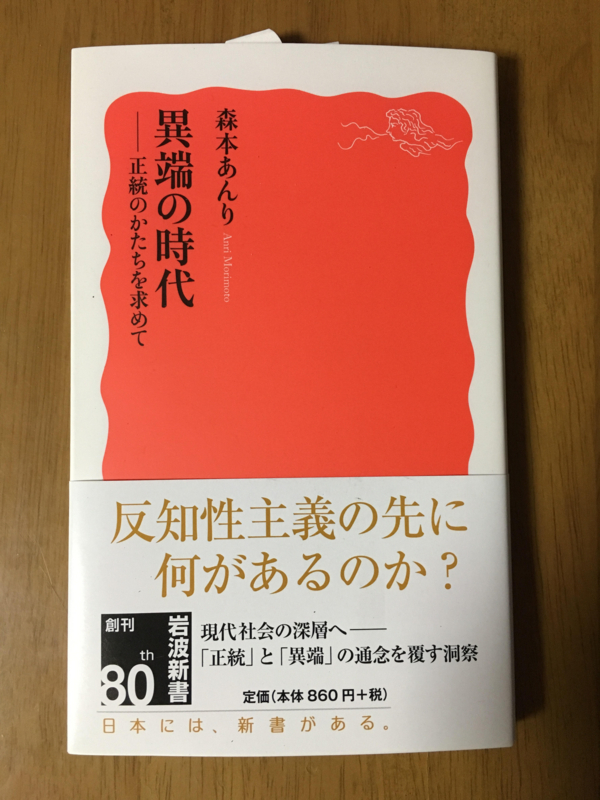 森本あんり
Anri Morimoto
異端の時代
――正統のかたちを求めて
反知性主義の先に
何があるのか？
創刊
80th
岩波新書
現代社会の深層へ――
「正統」と「異端」の通念を覆す洞察
定価(本体860円+税)
日本には、新書がある。